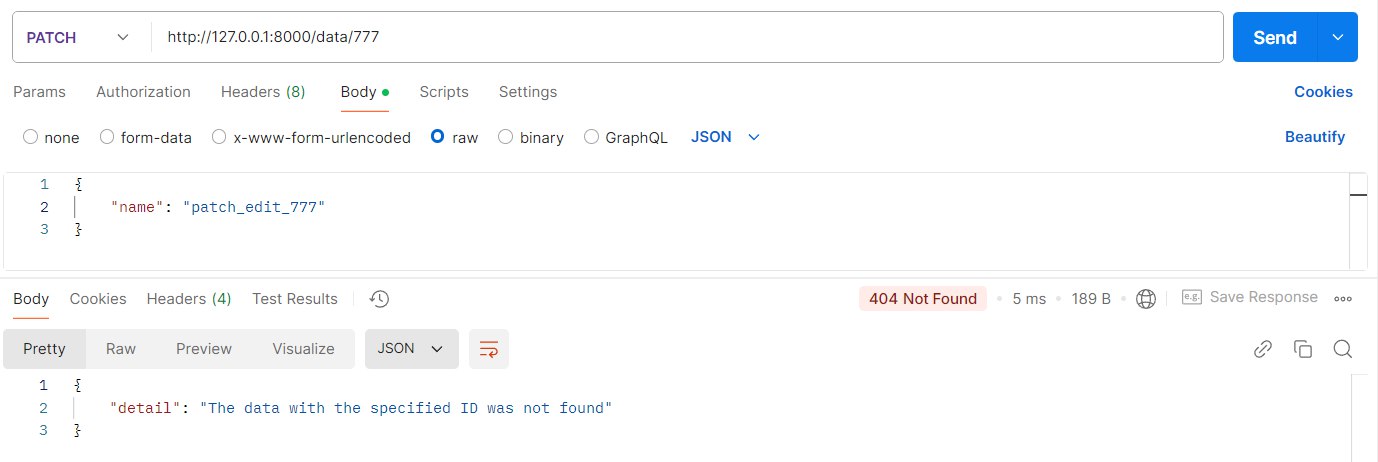 PATCH http://127.0.0.1:8000/data/777 Send
Params Authorization Headers (8) Body Scripts Settings Cookies
none form-data x-www-form-urlencoded raw binary GraphQL JSON Beautify
1 {
2 "name": "patch_edit_777"
3 }
Body Cookies Headers (4) Test Results 404 Not Found 5 ms 189 B e.g. Save Response
Pretty Raw Preview Visualize JSON
1 {
2 "detail": "The data with the specified ID was not found"
3 }